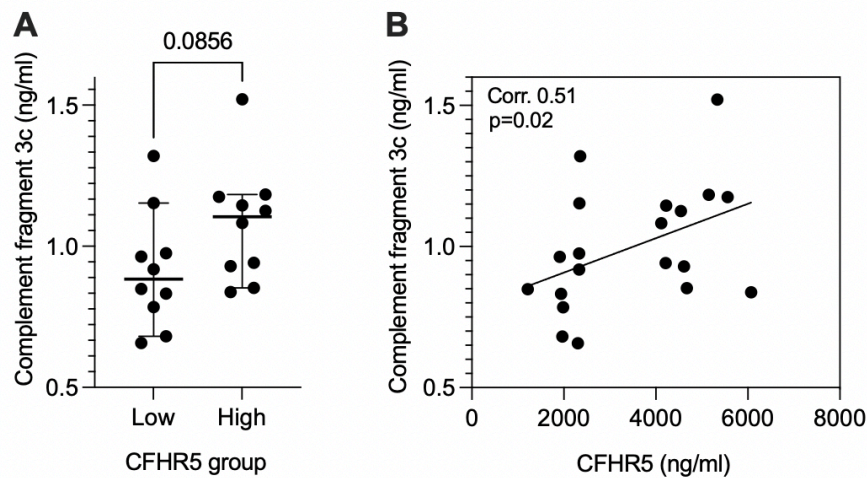 A
0.0856
Complement fragment 3c (ng/ml)
1.5
1.0
0.5
Low
High
CFHR5 group
B
Corr. 0.51
p=0.02
Complement fragment 3c (ng/ml)
1.5
1.0
0.5
0
2000
4000
6000
8000
CFHR5 (ng/ml)